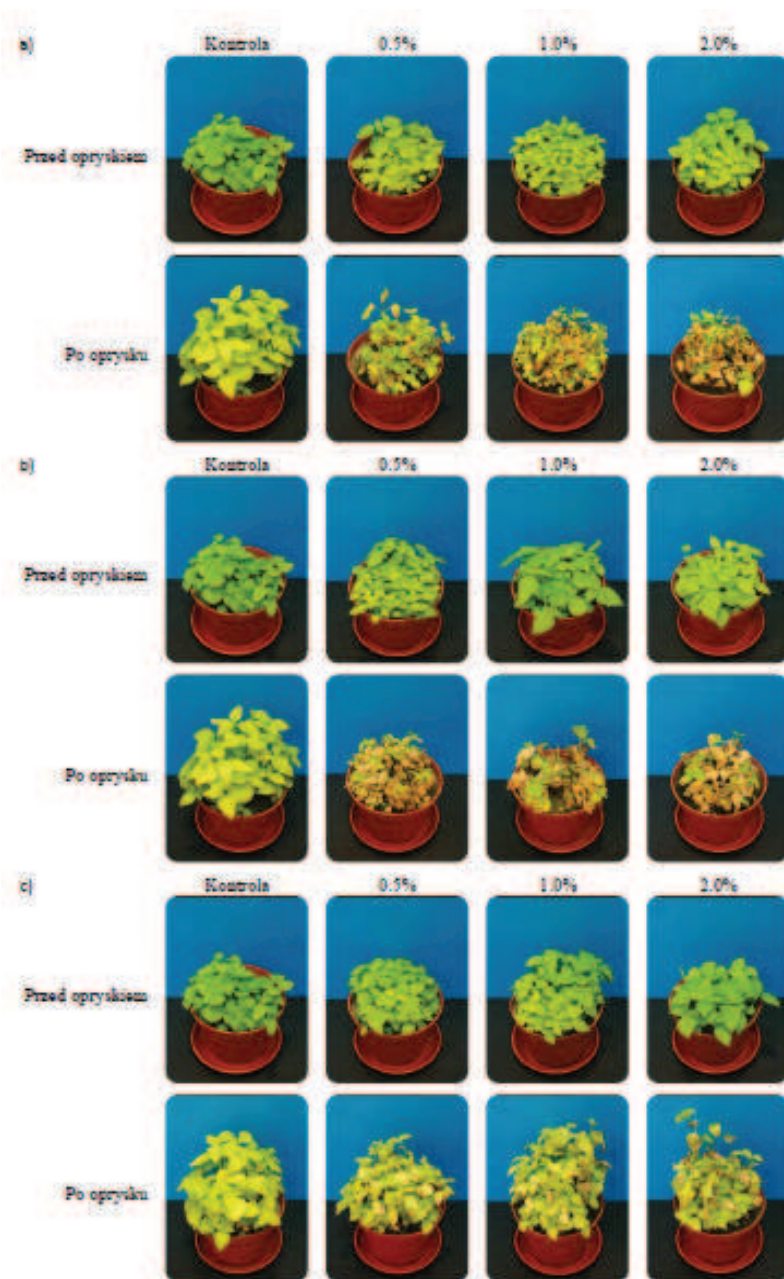 a) Kontrola 0.5% 1.0% 2.0%
Przed opryskiem
Po oprysku
b) Kontrola 0.5% 1.0% 2.0%
Przed opryskiem
Po oprysku
c) Kontrola 0.5% 1.0% 2.0%
Przed opryskiem
Po oprysku